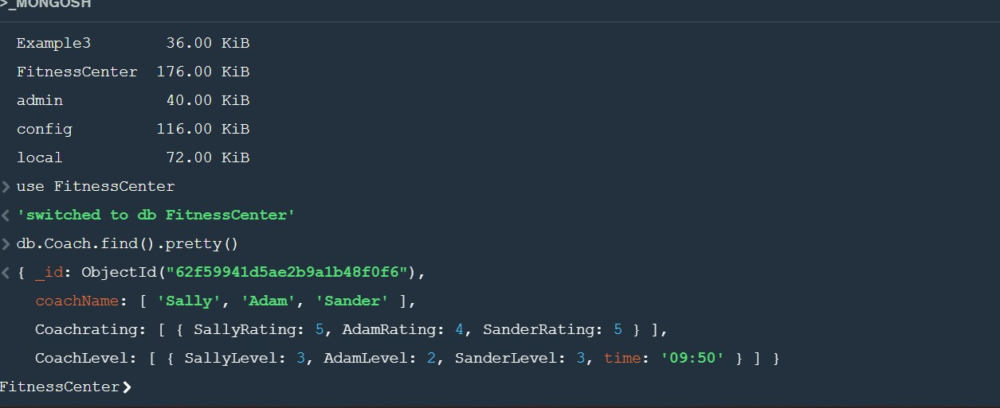 >_MONGOSH
Example3 36.00 KiB
FitnessCenter 176.00 KiB
admin 40.00 KiB
config 116.00 KiB
local 72.00 KiB
> use FitnessCenter
< 'switched to db FitnessCenter'
> db.Coach.find().pretty()
< { _id: ObjectId("62f59941d5ae2b9a1b48f0f6"),
coachName: [ 'Sally', 'Adam', 'Sander' ],
Coachrating: [ { SallyRating: 5, AdamRating: 4, SanderRating: 5 } ],
CoachLevel: [ { SallyLevel: 3, AdamLevel: 2, SanderLevel: 3, time: '09:50' } ] }
FitnessCenter>